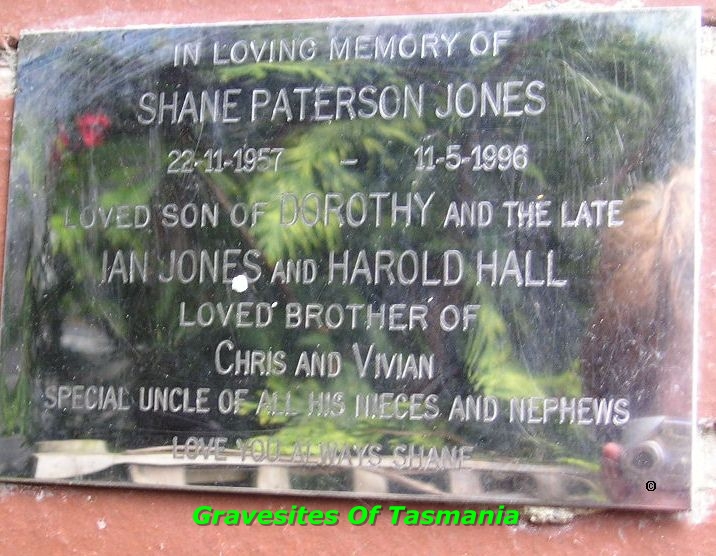 IN LOVING MEMORY OF
SHANE PATERSON JONES
22-11-1957 – 11-5-1996
LOVED SON OF DOROTHY AND THE LATE
IAN JONES AND HAROLD HALL
LOVED BROTHER OF
CHRIS AND VIVIAN
SPECIAL UNCLE OF ALL HIS NIECES AND NEPHEWS
LOVE YOU ALWAYS SHANE
©
Gravesites Of Tasmania